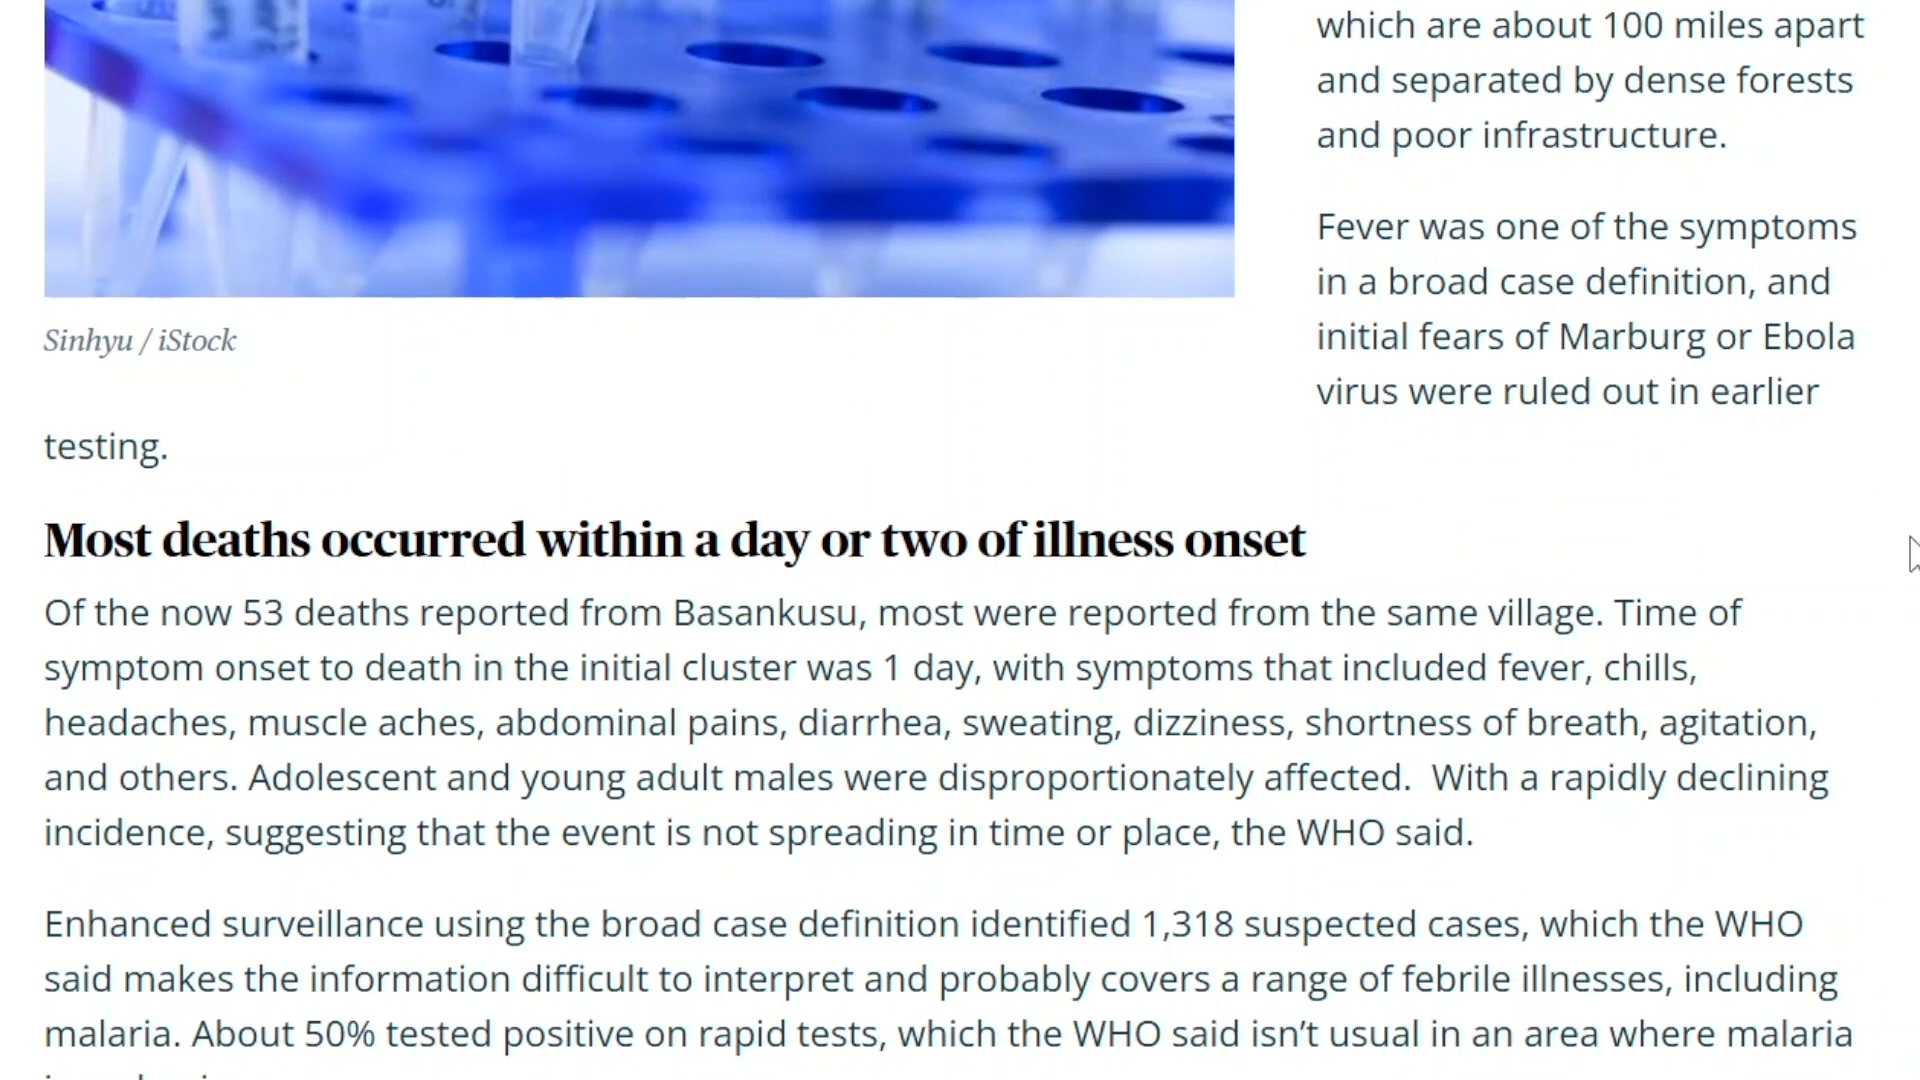 which are about 100 miles apart
and separated by dense forests
and poor infrastructure.
Fever was one of the symptoms
in a broad case definition, and
initial fears of Marburg or Ebola
virus were ruled out in earlier
Sinhyu / iStock
testing.
Most deaths occurred within a day or two of illness onset
Of the now 53 deaths reported from Basankusu, most were reported from the same village. Time of
symptom onset to death in the initial cluster was 1 day, with symptoms that included fever, chills,
headaches, muscle aches, abdominal pains, diarrhea, sweating, dizziness, shortness of breath, agitation,
and others. Adolescent and young adult males were disproportionately affected.  With a rapidly declining
incidence, suggesting that the event is not spreading in time or place, the WHO said.
Enhanced surveillance using the broad case definition identified 1,318 suspected cases, which the WHO
said makes the information difficult to interpret and probably covers a range of febrile illnesses, including
malaria. About 50% tested positive on rapid tests, which the WHO said isn’t usual in an area where malaria